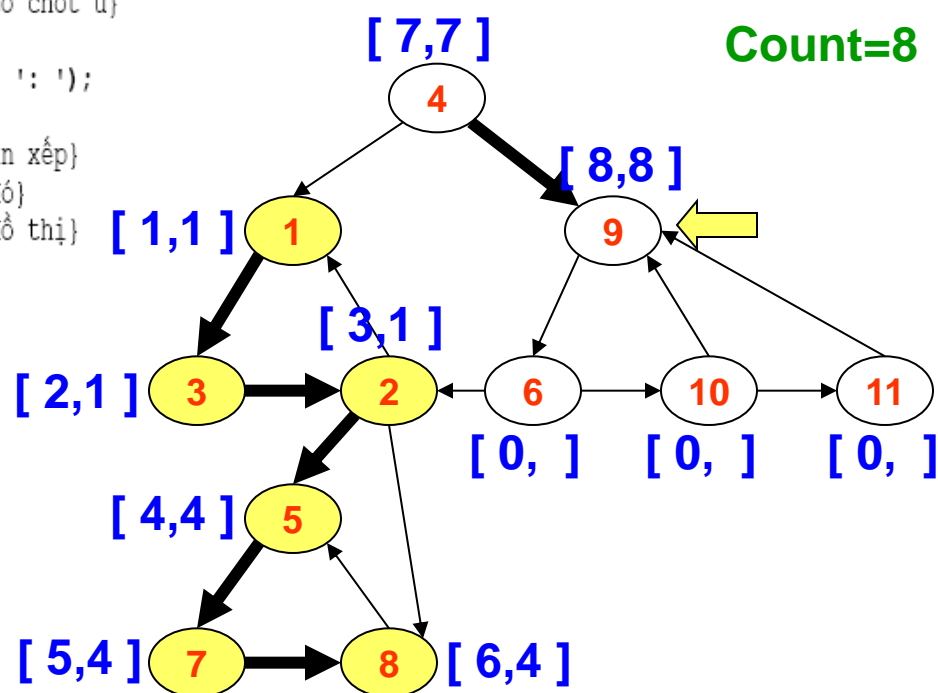 chốt u}
[ 7,7 ]
Count=8
': ');
4
xếp}
[ 8,8 ]
thị}
[ 1,1 ]
1
9
[ 3,1 ]
[ 2,1 ]
3
2
6
10
11
[ 0, ]
[ 0, ]
[ 0, ]
[ 4,4 ]
5
[ 5,4 ]
7
8
[ 6,4 ]